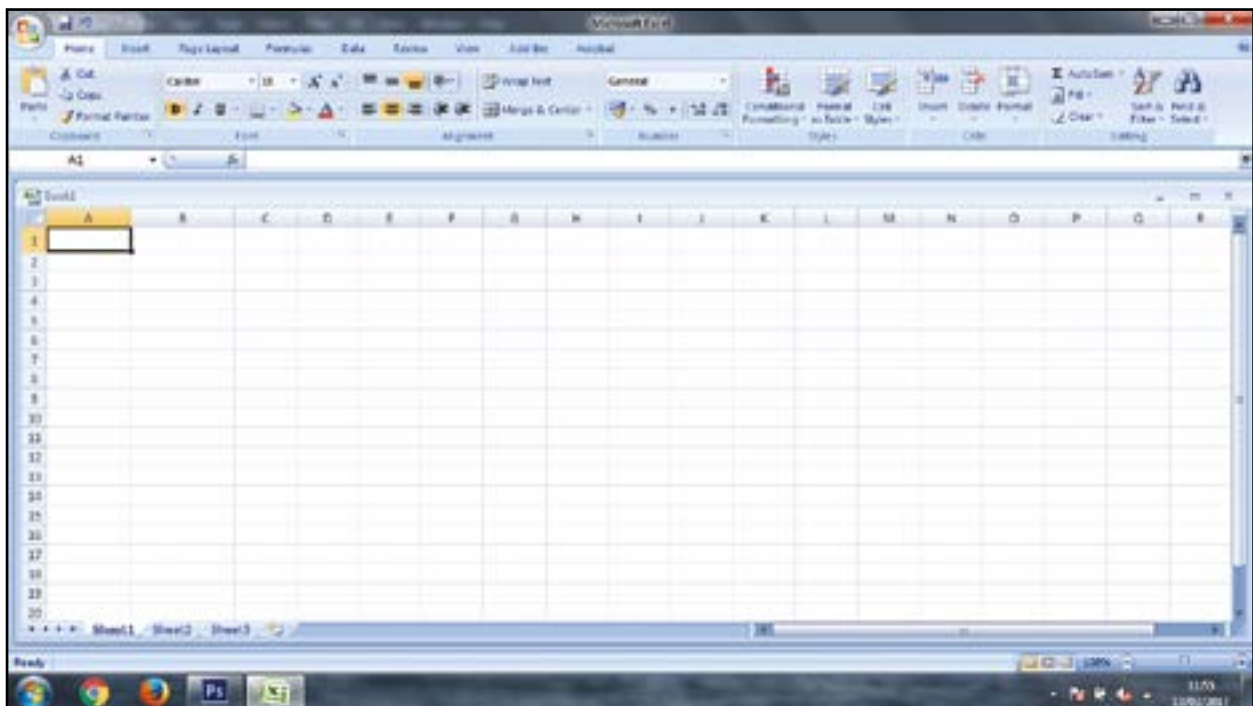 Microsoft Excel
Home Insert Page Layout Formulas Data Review View Add-Ins Acrobat
Cut
Copy
Format Painter
Paste
Clipboard
Calibri
Font
Wrap Text
Merge & Center
Alignment
General
%
Number
Conditional Formatting
Format as Table
Cell Styles
Styles
Insert Delete Format
Cells
AutoSum
Fill
Clear
Sort & Filter
Find & Select
Editing
A1
A B C D E F G H I J K L M N O P Q R
1
2
3
4
5
6
7
8
9
10
11
12
13
14
15
16
17
18
19
20
Sheet1 Sheet2 Sheet3
Ready
Ps
11:55